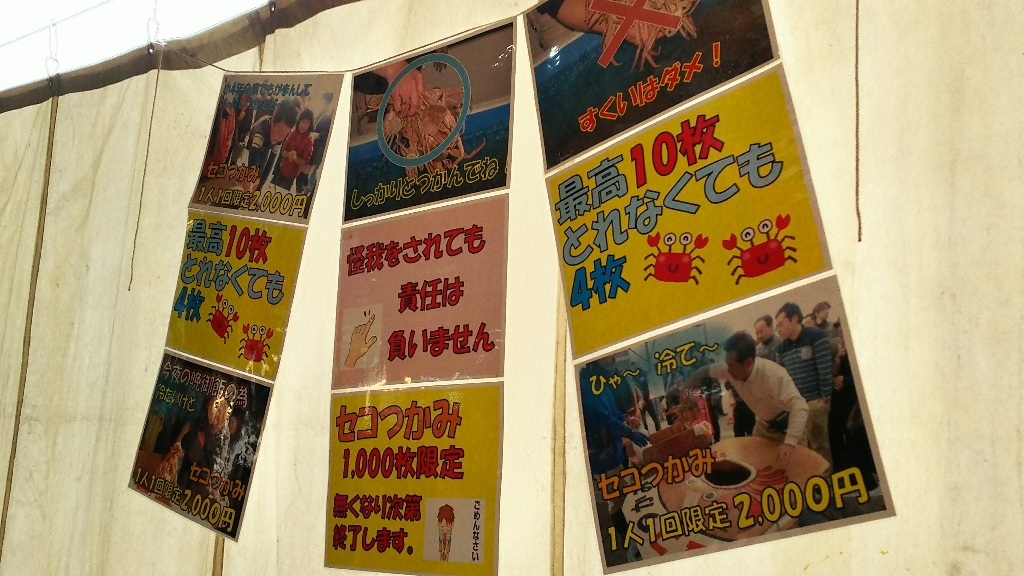 セコつかみ
1人1回限定2,000円
最高10枚
とれなくても
4枚
今夜の晩御飯の為
冷たいけど
セコつかみ
1人1回限定2,000円
しっかりとつかんでね
怪我をされても
責任は
負いません
セコつかみ
1,000枚限定
無くなり次第
終了します。
ごめんなさい
すくいはダメ!
最高10枚
とれなくても
4枚
ひゃ~ 冷て~
セコつかみ
1人1回限定2,000円